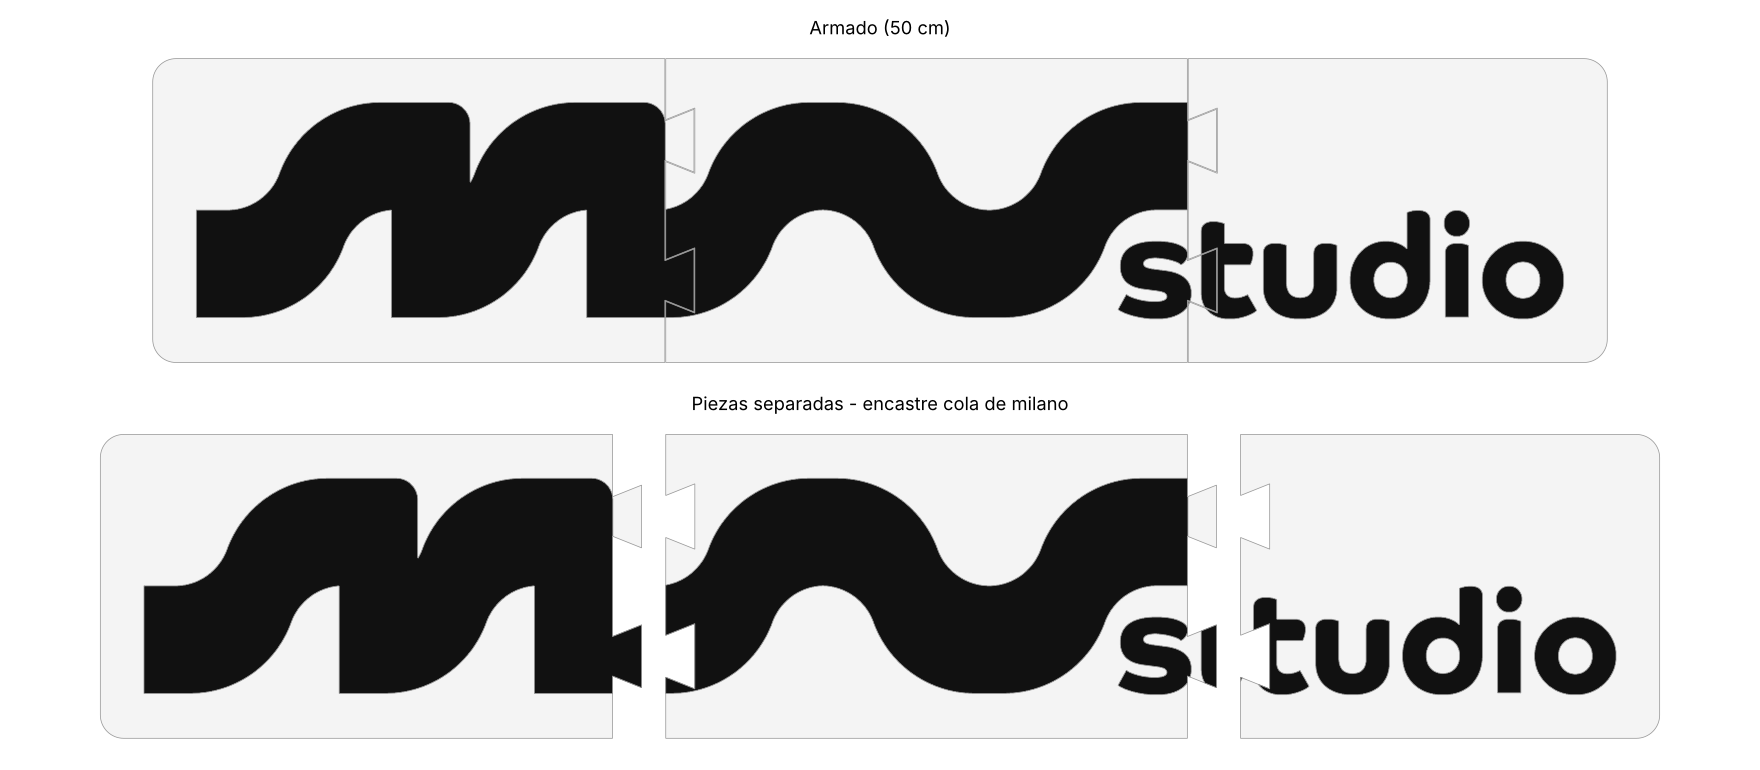 Armado (50 cm)
studio
Piezas separadas - encastre cola de milano
studio